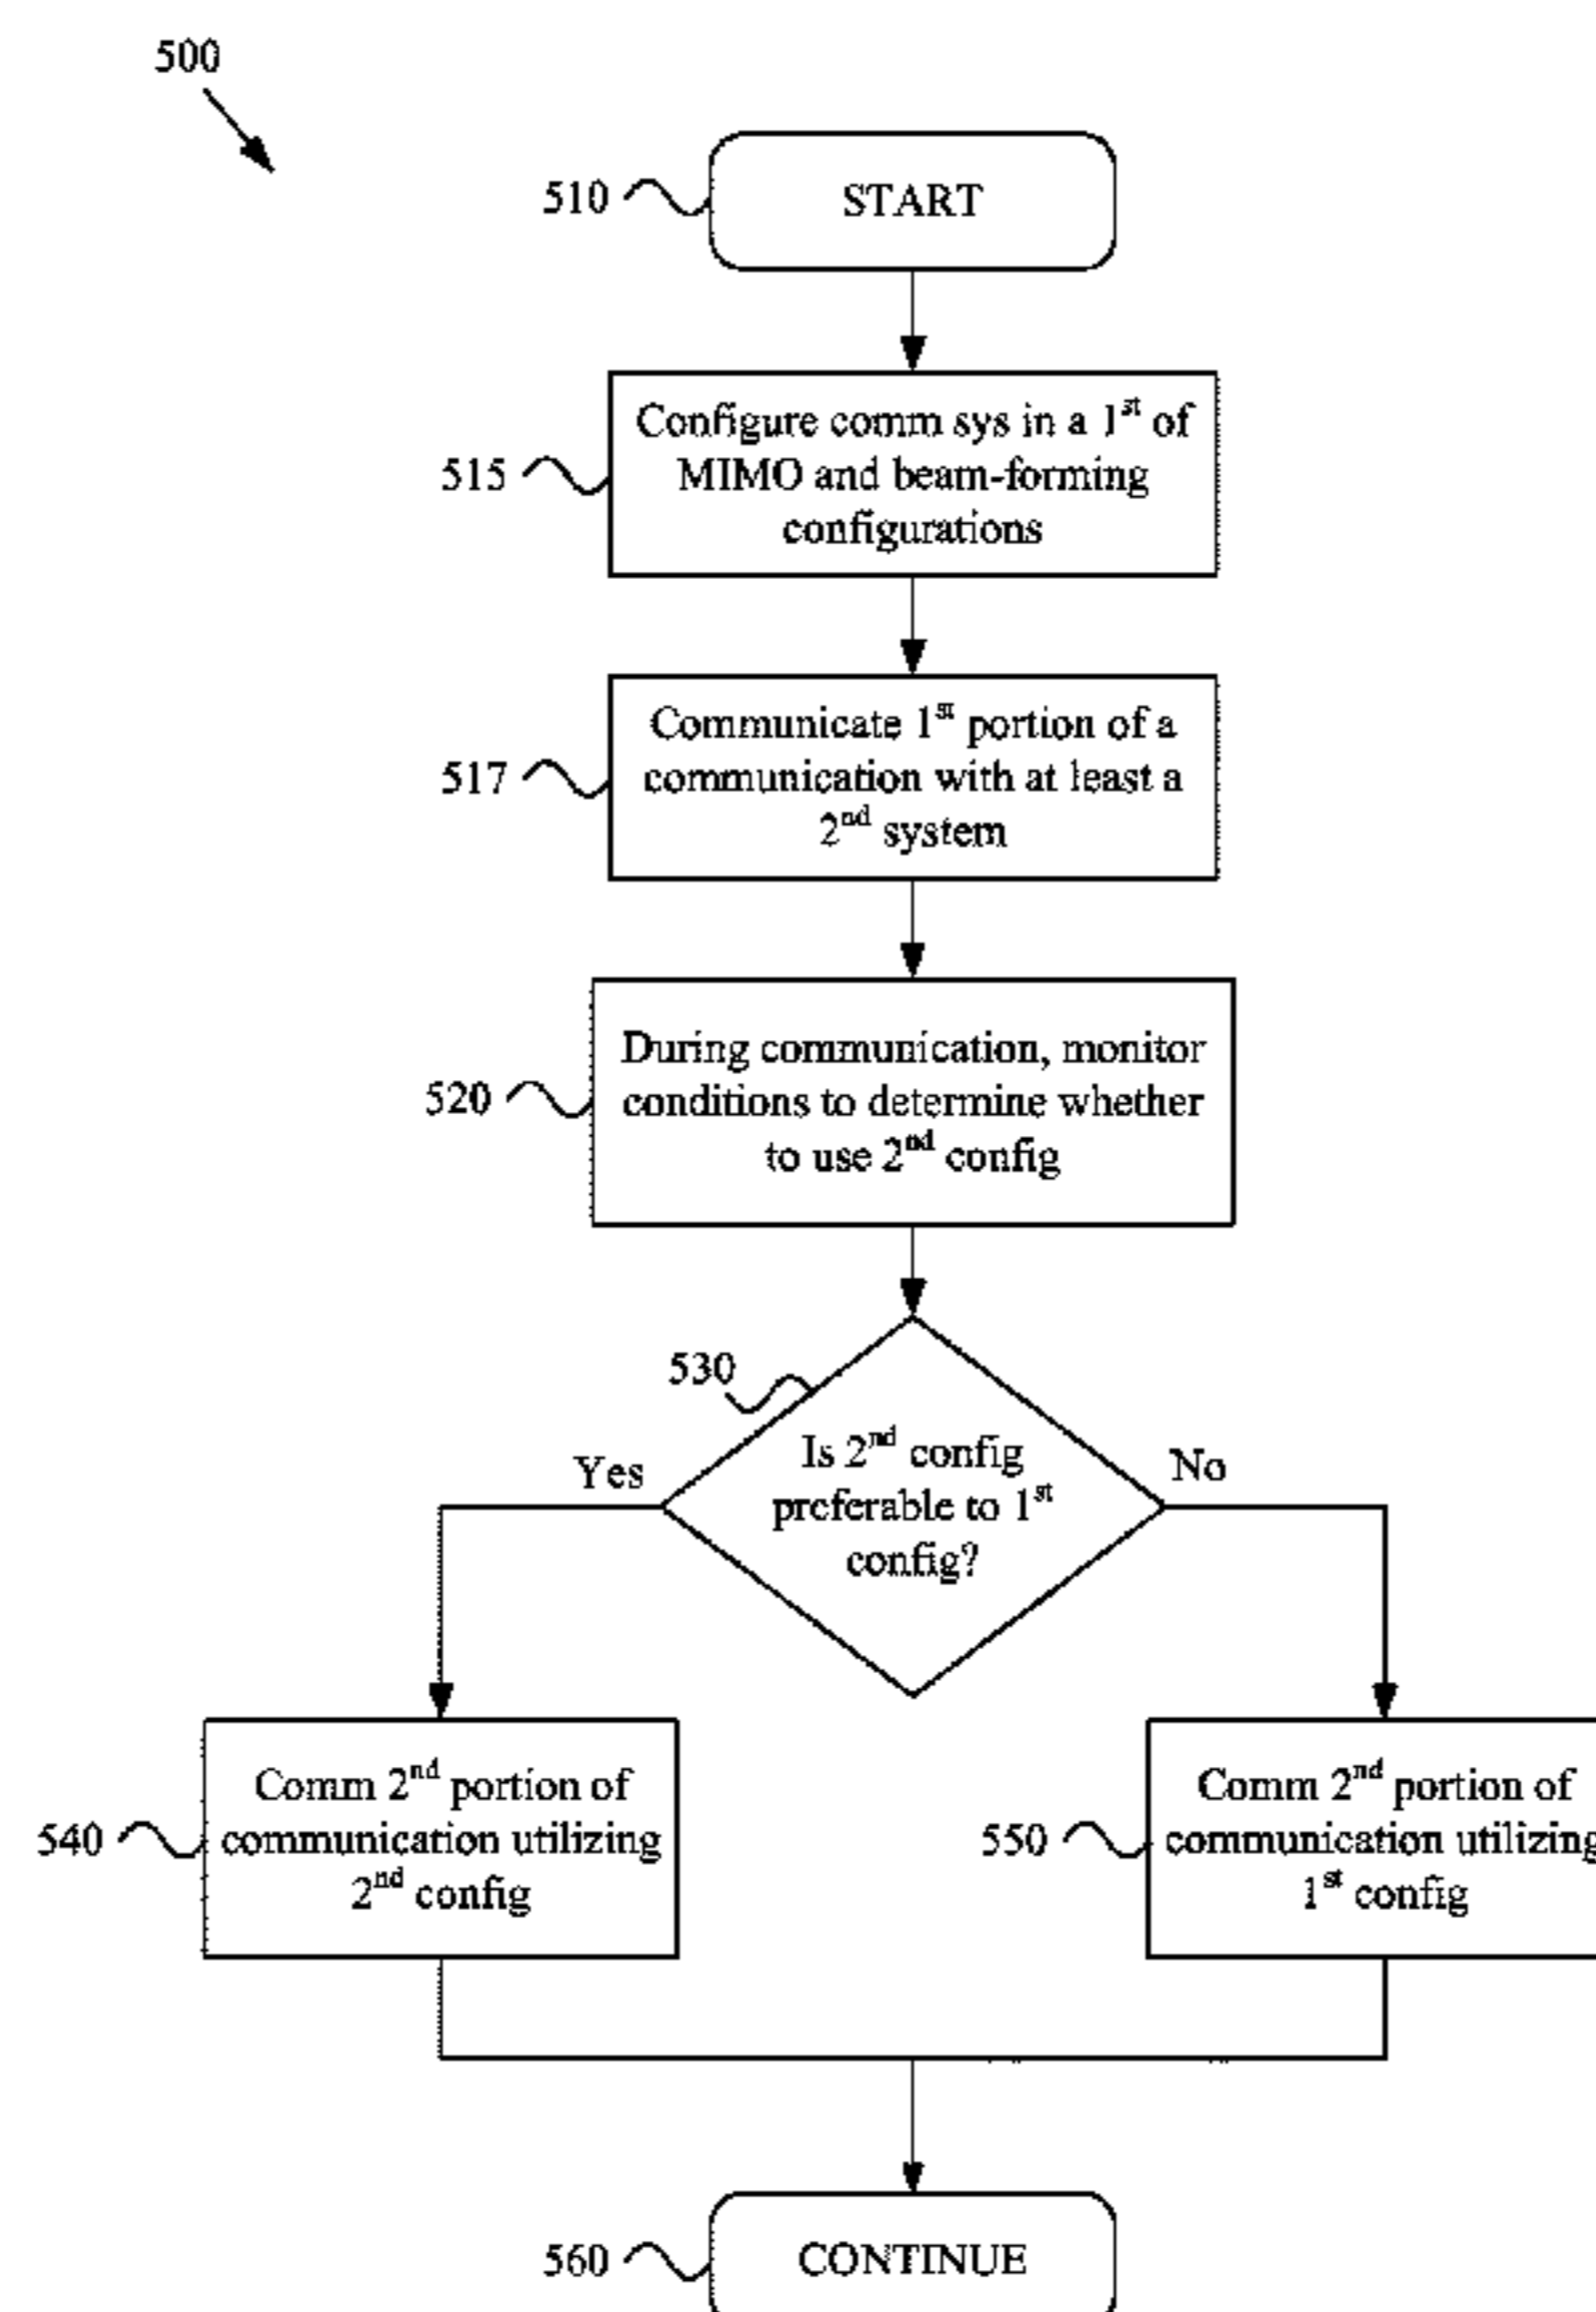 500
510
START
515
Configure comm sys in a 1st of
MIMO and beam-forming
configurations
517
Communicate 1st portion of a
communication with at least a
2nd system
520
During communication, monitor
conditions to determine whether
to use 2nd config
530
Is 2nd config
preferable to 1st
config?
Yes
No
540
Comm 2nd portion of
communication utilizing
2nd config
550
Comm 2nd portion of
communication utilizing
1st config
560
CONTINUE